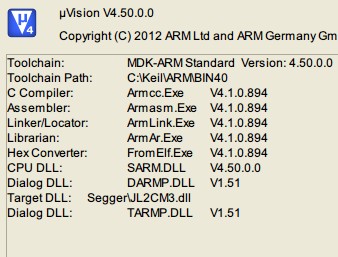 µ
4
µVision V4.50.0.0
Copyright (C) 2012 ARM Ltd and ARM Germany Gm
Toolchain: MDK-ARM Standard Version: 4.50.0.0
Toolchain Path: C:\Keil\ARM\BIN40
C Compiler: Armcc.Exe V4.1.0.894
Assembler: Armasm.Exe V4.1.0.894
Linker/Locator: ArmLink.Exe V4.1.0.894
Librarian: ArmAr.Exe V4.1.0.894
Hex Converter: FromElf.Exe V4.1.0.894
CPU DLL: SARM.DLL V4.50.0.0
Dialog DLL: DARMP.DLL V1.51
Target DLL: Segger\JL2CM3.dll
Dialog DLL: TARMP.DLL V1.51